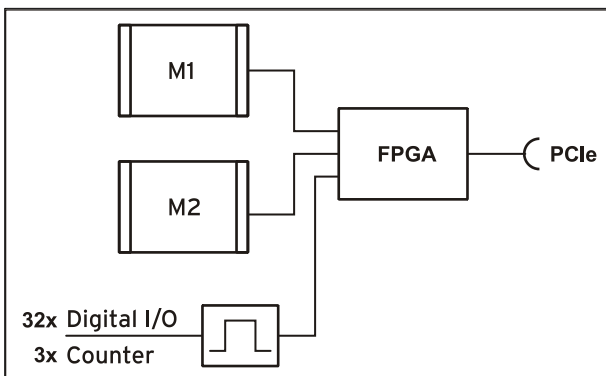 M1
FPGA
PCIe
M2
32x Digital I/O
3x Counter